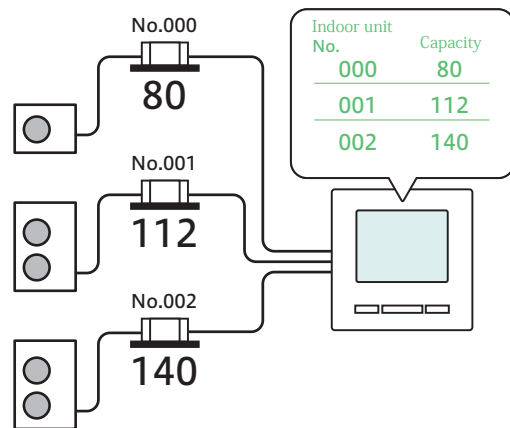 No.000
80
No.001
112
No.002
140
Indoor unit
No. Capacity
000 80
001 112
002 140